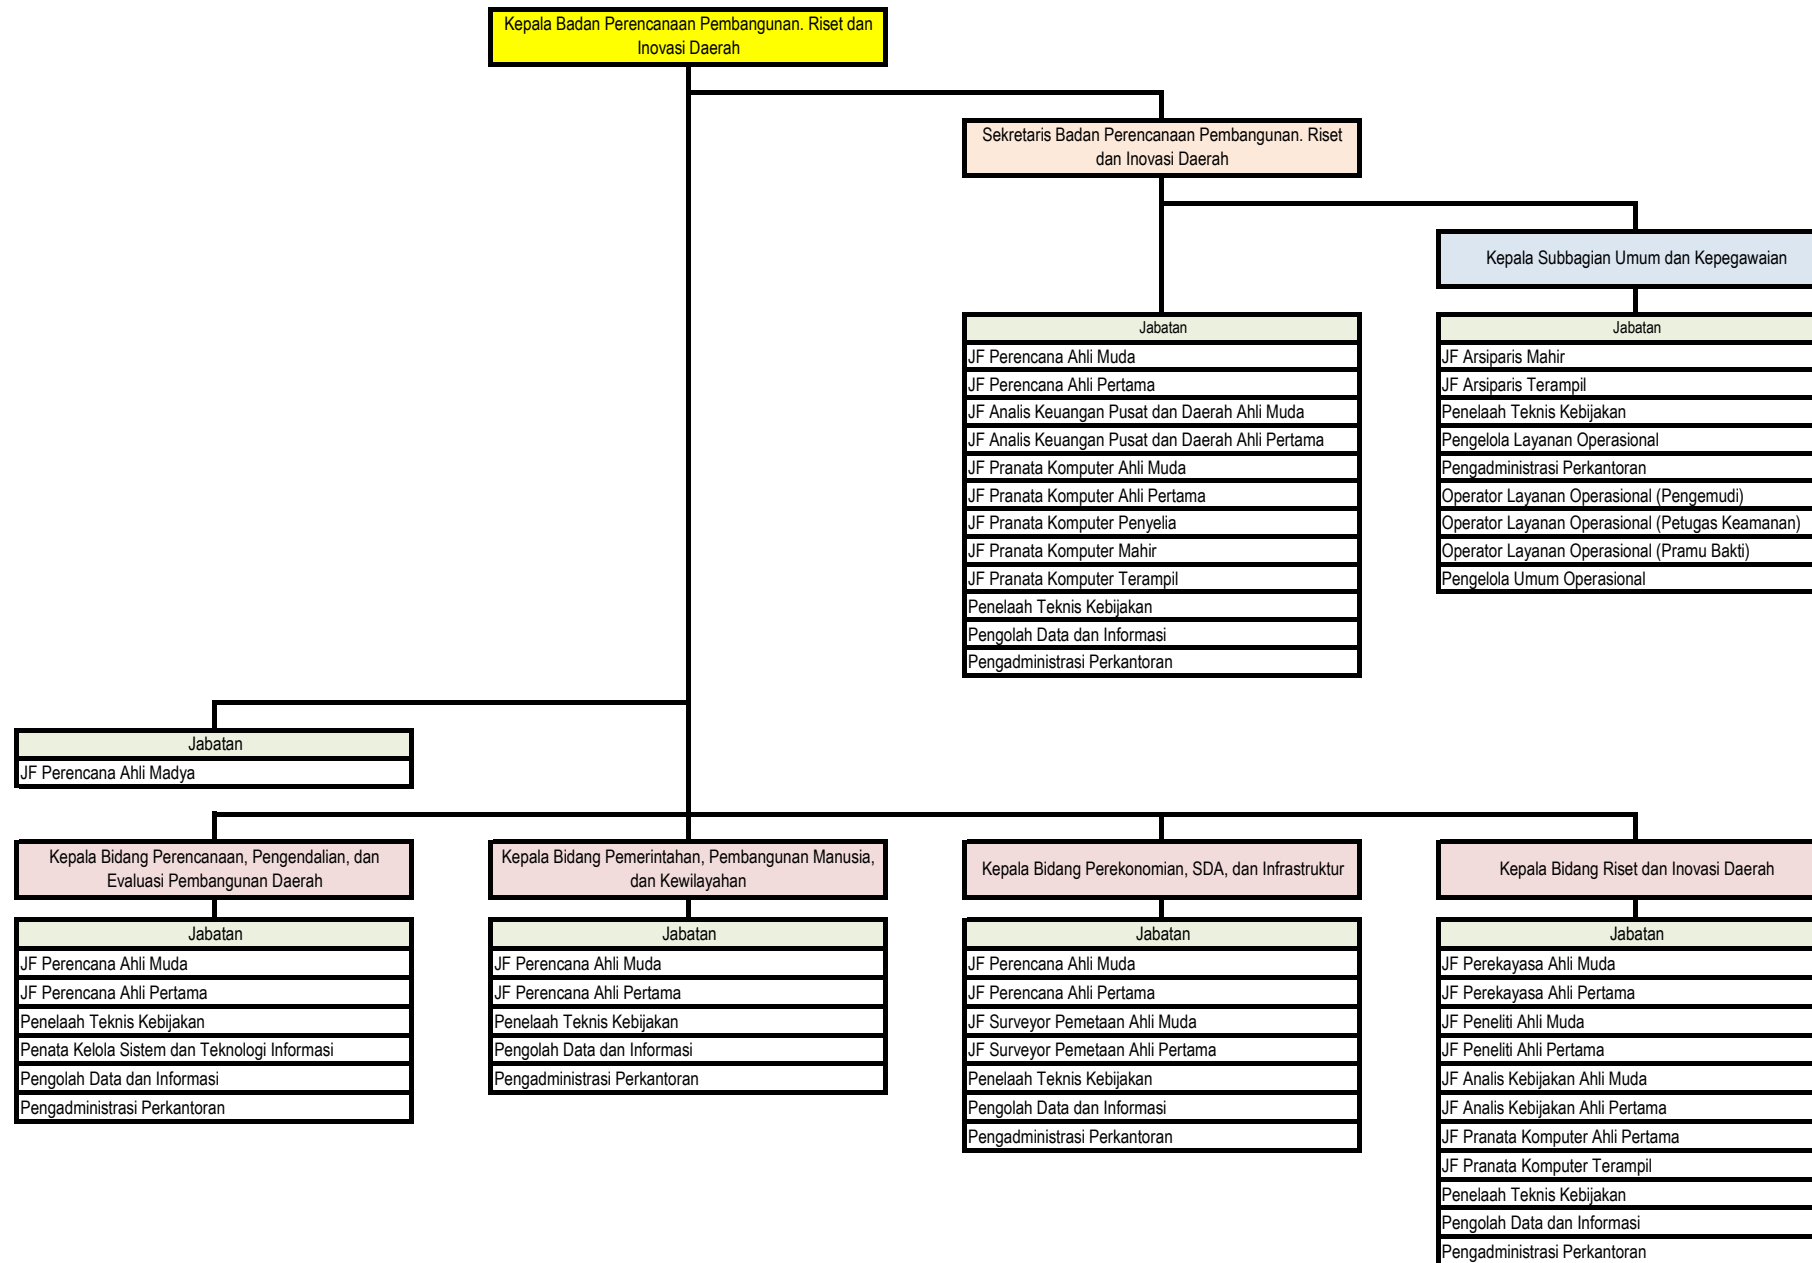 Kepala Badan Perencanaan Pembangunan. Riset dan
Inovasi Daerah
Sekretaris Badan Perencanaan Pembangunan. Riset
dan Inovasi Daerah
Kepala Subbagian Umum dan Kepegawaian
Jabatan
JF Perencana Ahli Muda
JF Perencana Ahli Pertama
JF Analis Keuangan Pusat dan Daerah Ahli Muda
JF Analis Keuangan Pusat dan Daerah Ahli Pertama
JF Pranata Komputer Ahli Muda
JF Pranata Komputer Ahli Pertama
JF Pranata Komputer Penyelia
JF Pranata Komputer Mahir
JF Pranata Komputer Terampil
Penelaah Teknis Kebijakan
Pengolah Data dan Informasi
Pengadministrasi Perkantoran
Jabatan
JF Arsiparis Mahir
JF Arsiparis Terampil
Penelaah Teknis Kebijakan
Pengelola Layanan Operasional
Pengadministrasi Perkantoran
Operator Layanan Operasional (Pengemudi)
Operator Layanan Operasional (Petugas Keamanan)
Operator Layanan Operasional (Pramu Bakti)
Pengelola Umum Operasional
Jabatan
JF Perencana Ahli Madya
Kepala Bidang Perencanaan, Pengendalian, dan
Evaluasi Pembangunan Daerah
Jabatan
JF Perencana Ahli Muda
JF Perencana Ahli Pertama
Penelaah Teknis Kebijakan
Penata Kelola Sistem dan Teknologi Informasi
Pengolah Data dan Informasi
Pengadministrasi Perkantoran
Kepala Bidang Pemerintahan, Pembangunan Manusia,
dan Kewilayahan
Jabatan
JF Perencana Ahli Muda
JF Perencana Ahli Pertama
Penelaah Teknis Kebijakan
Pengolah Data dan Informasi
Pengadministrasi Perkantoran
Kepala Bidang Perekonomian, SDA, dan Infrastruktur
Jabatan
JF Perencana Ahli Muda
JF Perencana Ahli Pertama
JF Surveyor Pemetaan Ahli Muda
JF Surveyor Pemetaan Ahli Pertama
Penelaah Teknis Kebijakan
Pengolah Data dan Informasi
Pengadministrasi Perkantoran
Kepala Bidang Riset dan Inovasi Daerah
Jabatan
JF Perekayasa Ahli Muda
JF Perekayasa Ahli Pertama
JF Peneliti Ahli Muda
JF Peneliti Ahli Pertama
JF Analis Kebijakan Ahli Muda
JF Analis Kebijakan Ahli Pertama
JF Pranata Komputer Ahli Pertama
JF Pranata Komputer Terampil
Penelaah Teknis Kebijakan
Pengolah Data dan Informasi
Pengadministrasi Perkantoran